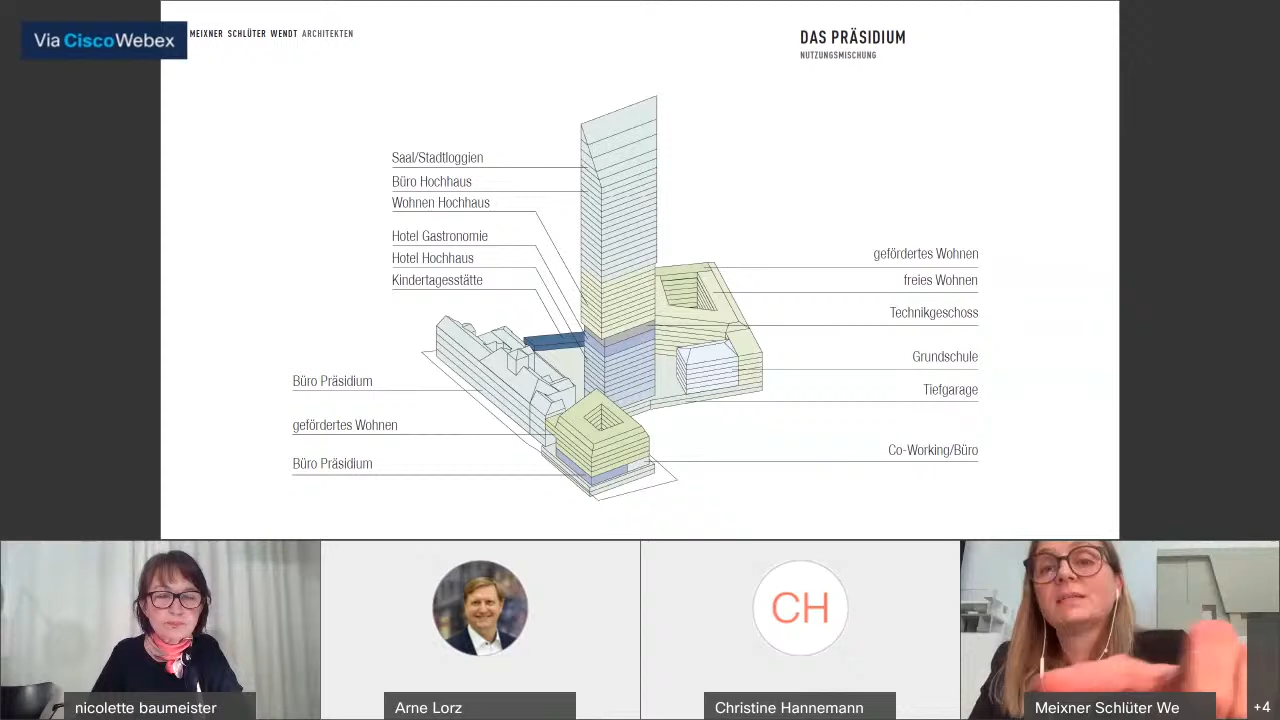 Via CiscoWebex
MEIXNER SCHLÜTER WENDT ARCHITEKTEN
DAS PRÄSIDIUM
NUTZUNGSMISCHUNG
Saal/Stadtloggien
Büro Hochhaus
Wohnen Hochhaus
Hotel Gastronomie
Hotel Hochhaus
Kindertagesstätte
Büro Präsidium
gefördertes Wohnen
Büro Präsidium
gefördertes Wohnen
freies Wohnen
Technikgeschoss
Grundschule
Tiefgarage
Co-Working/Büro
CH
nicolette baumeister
Arne Lorz
Christine Hannemann
Meixner Schlüter We
+4